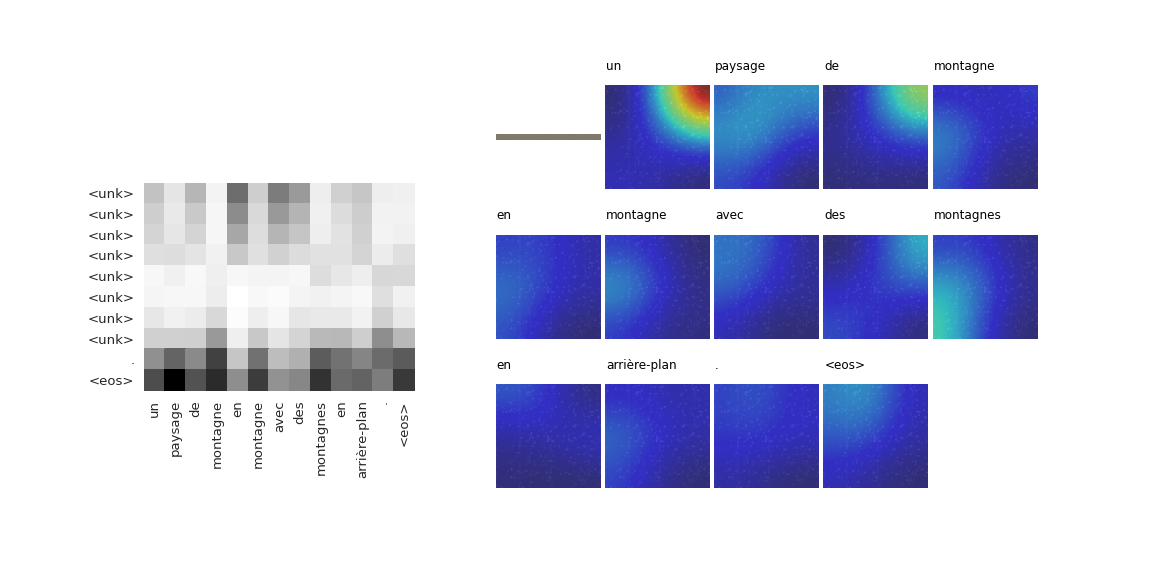 <unk>
<unk>
<unk>
<unk>
<unk>
<unk>
<unk>
<unk>
.
<eos>
un paysage de montagne en montagne avec des montagnes en arrière-plan . <eos>
un paysage de montagne
en montagne avec des montagnes
en arrière-plan . <eos>